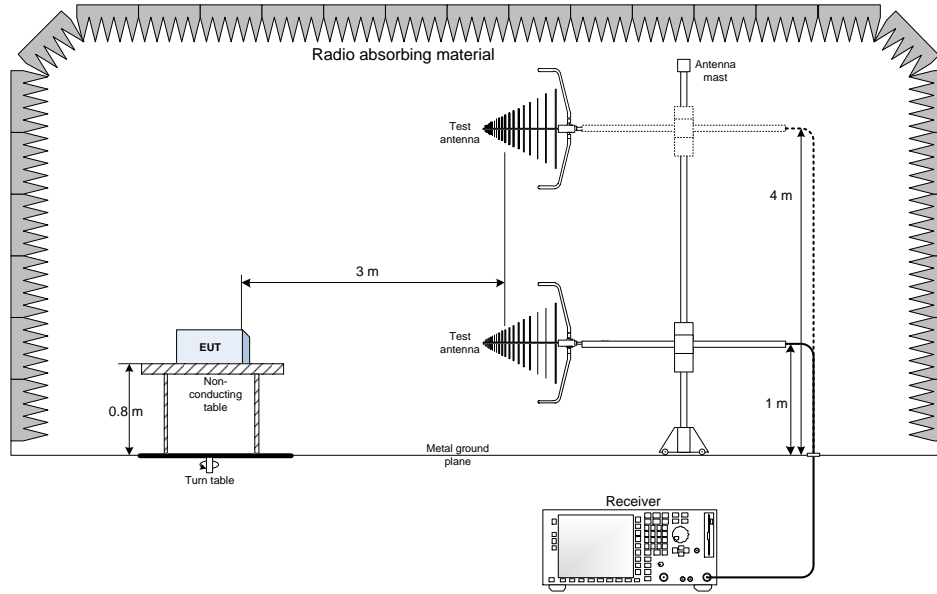 Radio absorbing material
Antenna
mast
Test
antenna
4 m
3 m
EUT
Test
antenna
Non-
conducting
table
0.8 m
1 m
Metal ground
plane
Turn table
Receiver